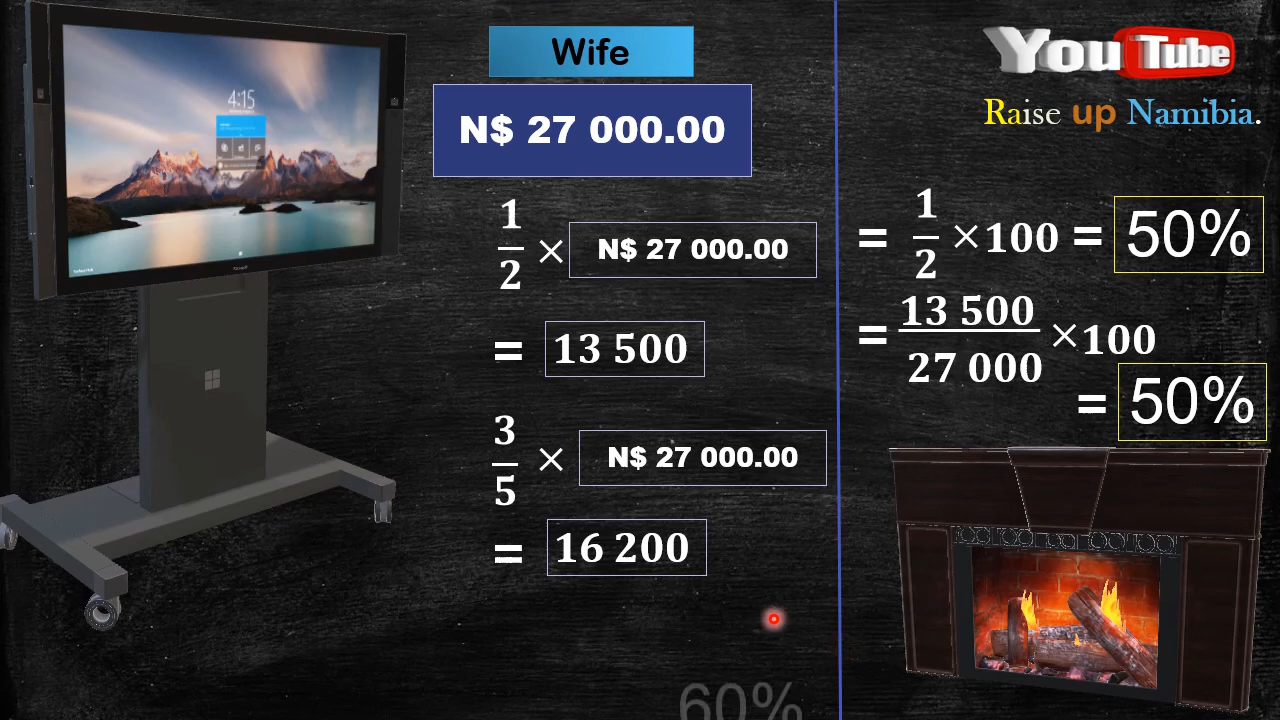 4:15
Wife
N$ 27 000.00
1/2 × N$ 27 000.00
= 13 500
3/5 × N$ 27 000.00
= 16 200
60%
YouTube
Raise up Namibia.
= 1/2 ×100 = 50%
= 13 500/27 000 ×100
= 50%